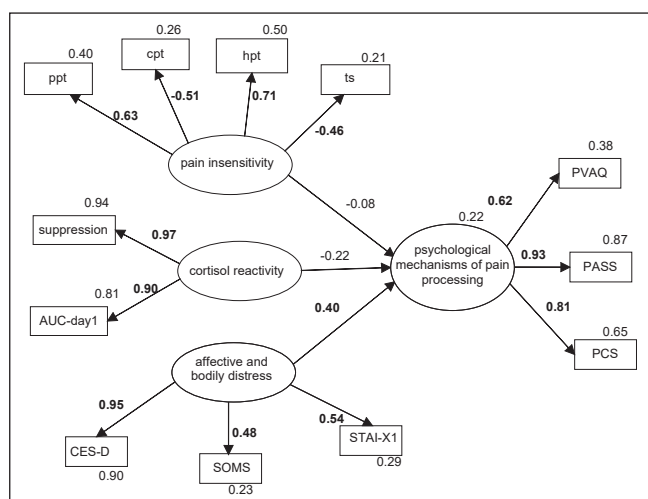 0.40
0.26
0.50
0.21
ppt
cpt
hpt
ts
0.63
-0.51
0.71
-0.46
pain insensitivity
0.94
suppression
0.97
cortisol reactivity
0.81
0.90
AUC-day1
-0.08
-0.22
0.40
0.22
psychological
mechanisms of pain
processing
0.38
PVAQ
0.62
0.87
PASS
0.93
0.81
0.65
PCS
affective and
bodily distress
0.95
0.48
0.54
CES-D
0.90
SOMS
0.23
STAI-X1
0.29